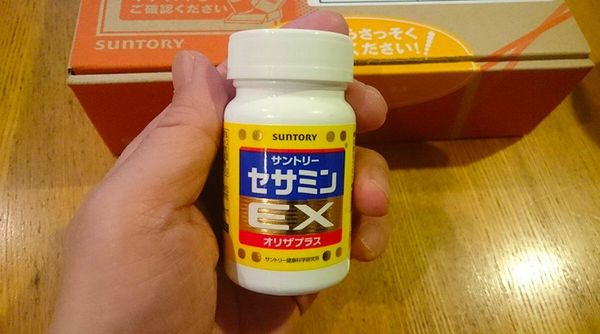 ご確認ください
SUNTORY
らさっそく
ください!
SUNTORY
サントリー
セサミン
EX
オリザプラス
サントリー健康科学研究所